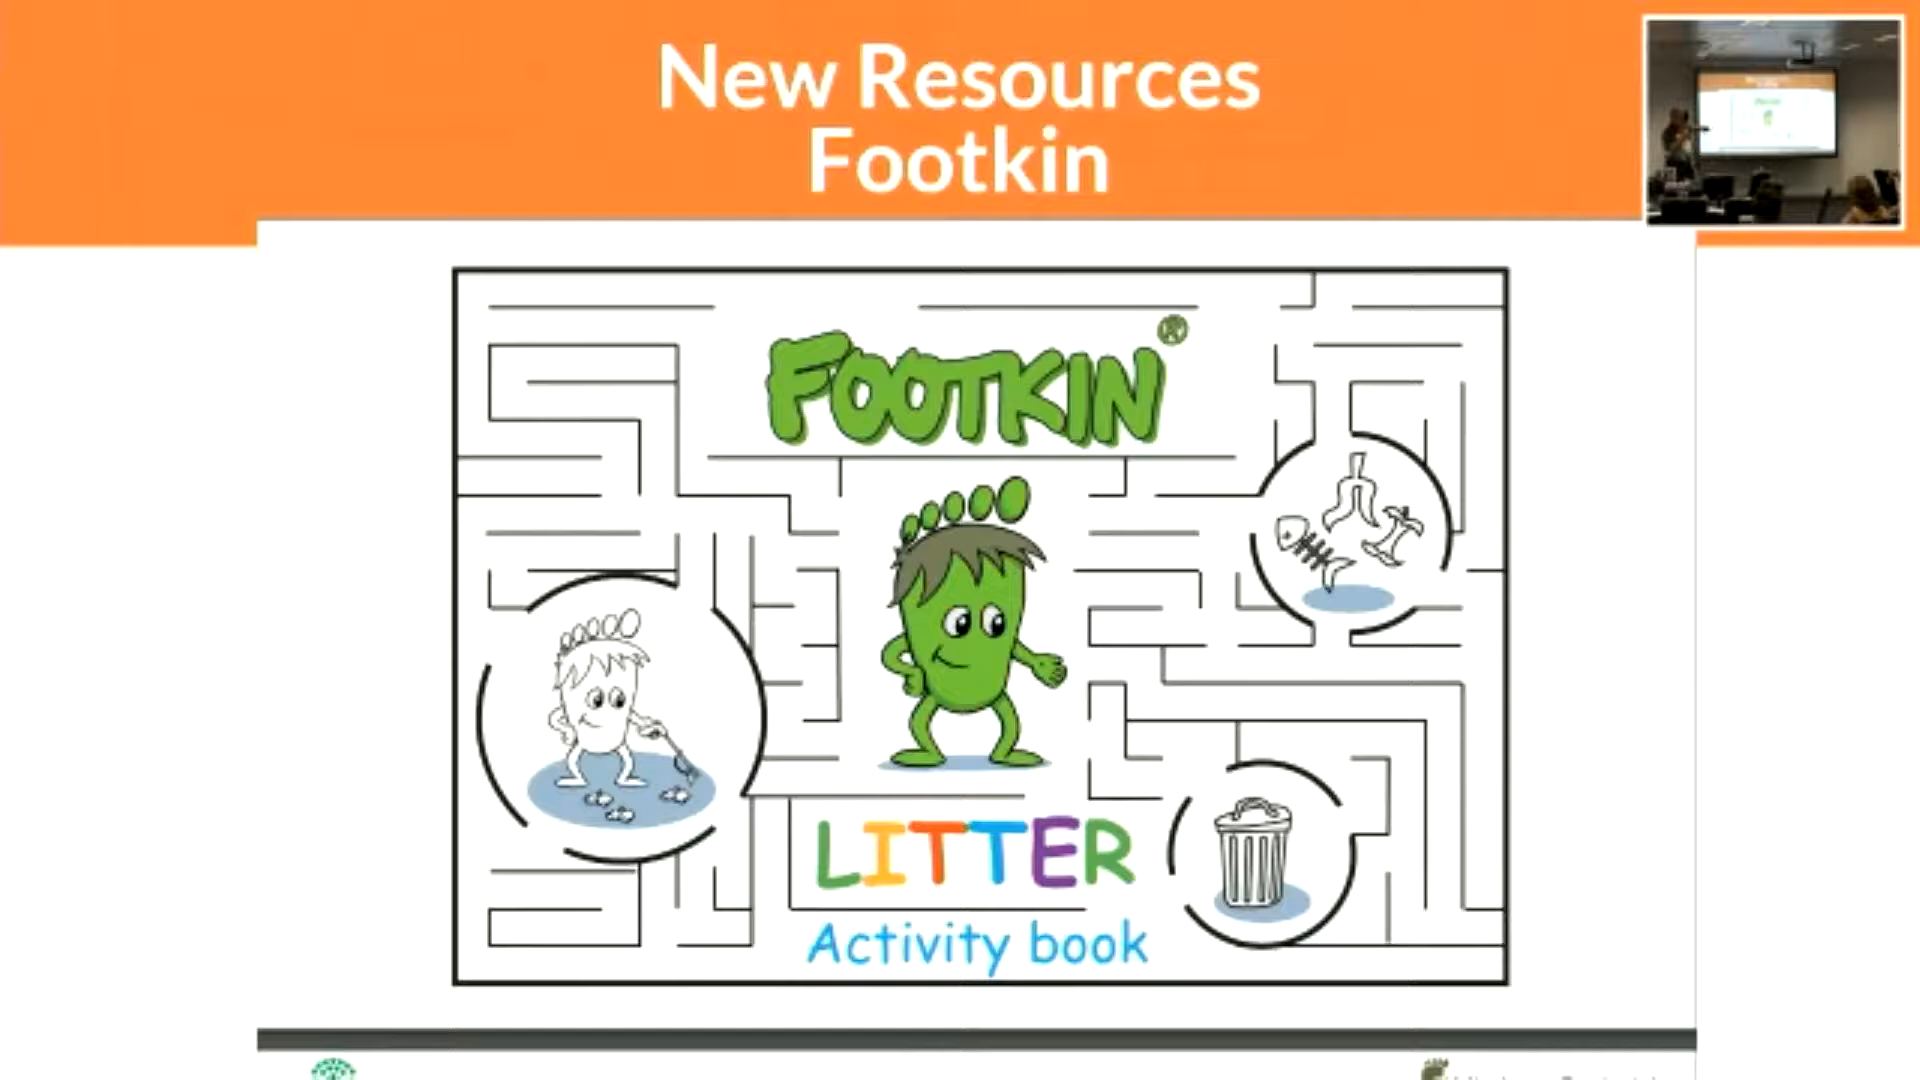 New Resources
Footkin
FOOTKIN®
LITTER
Activity book